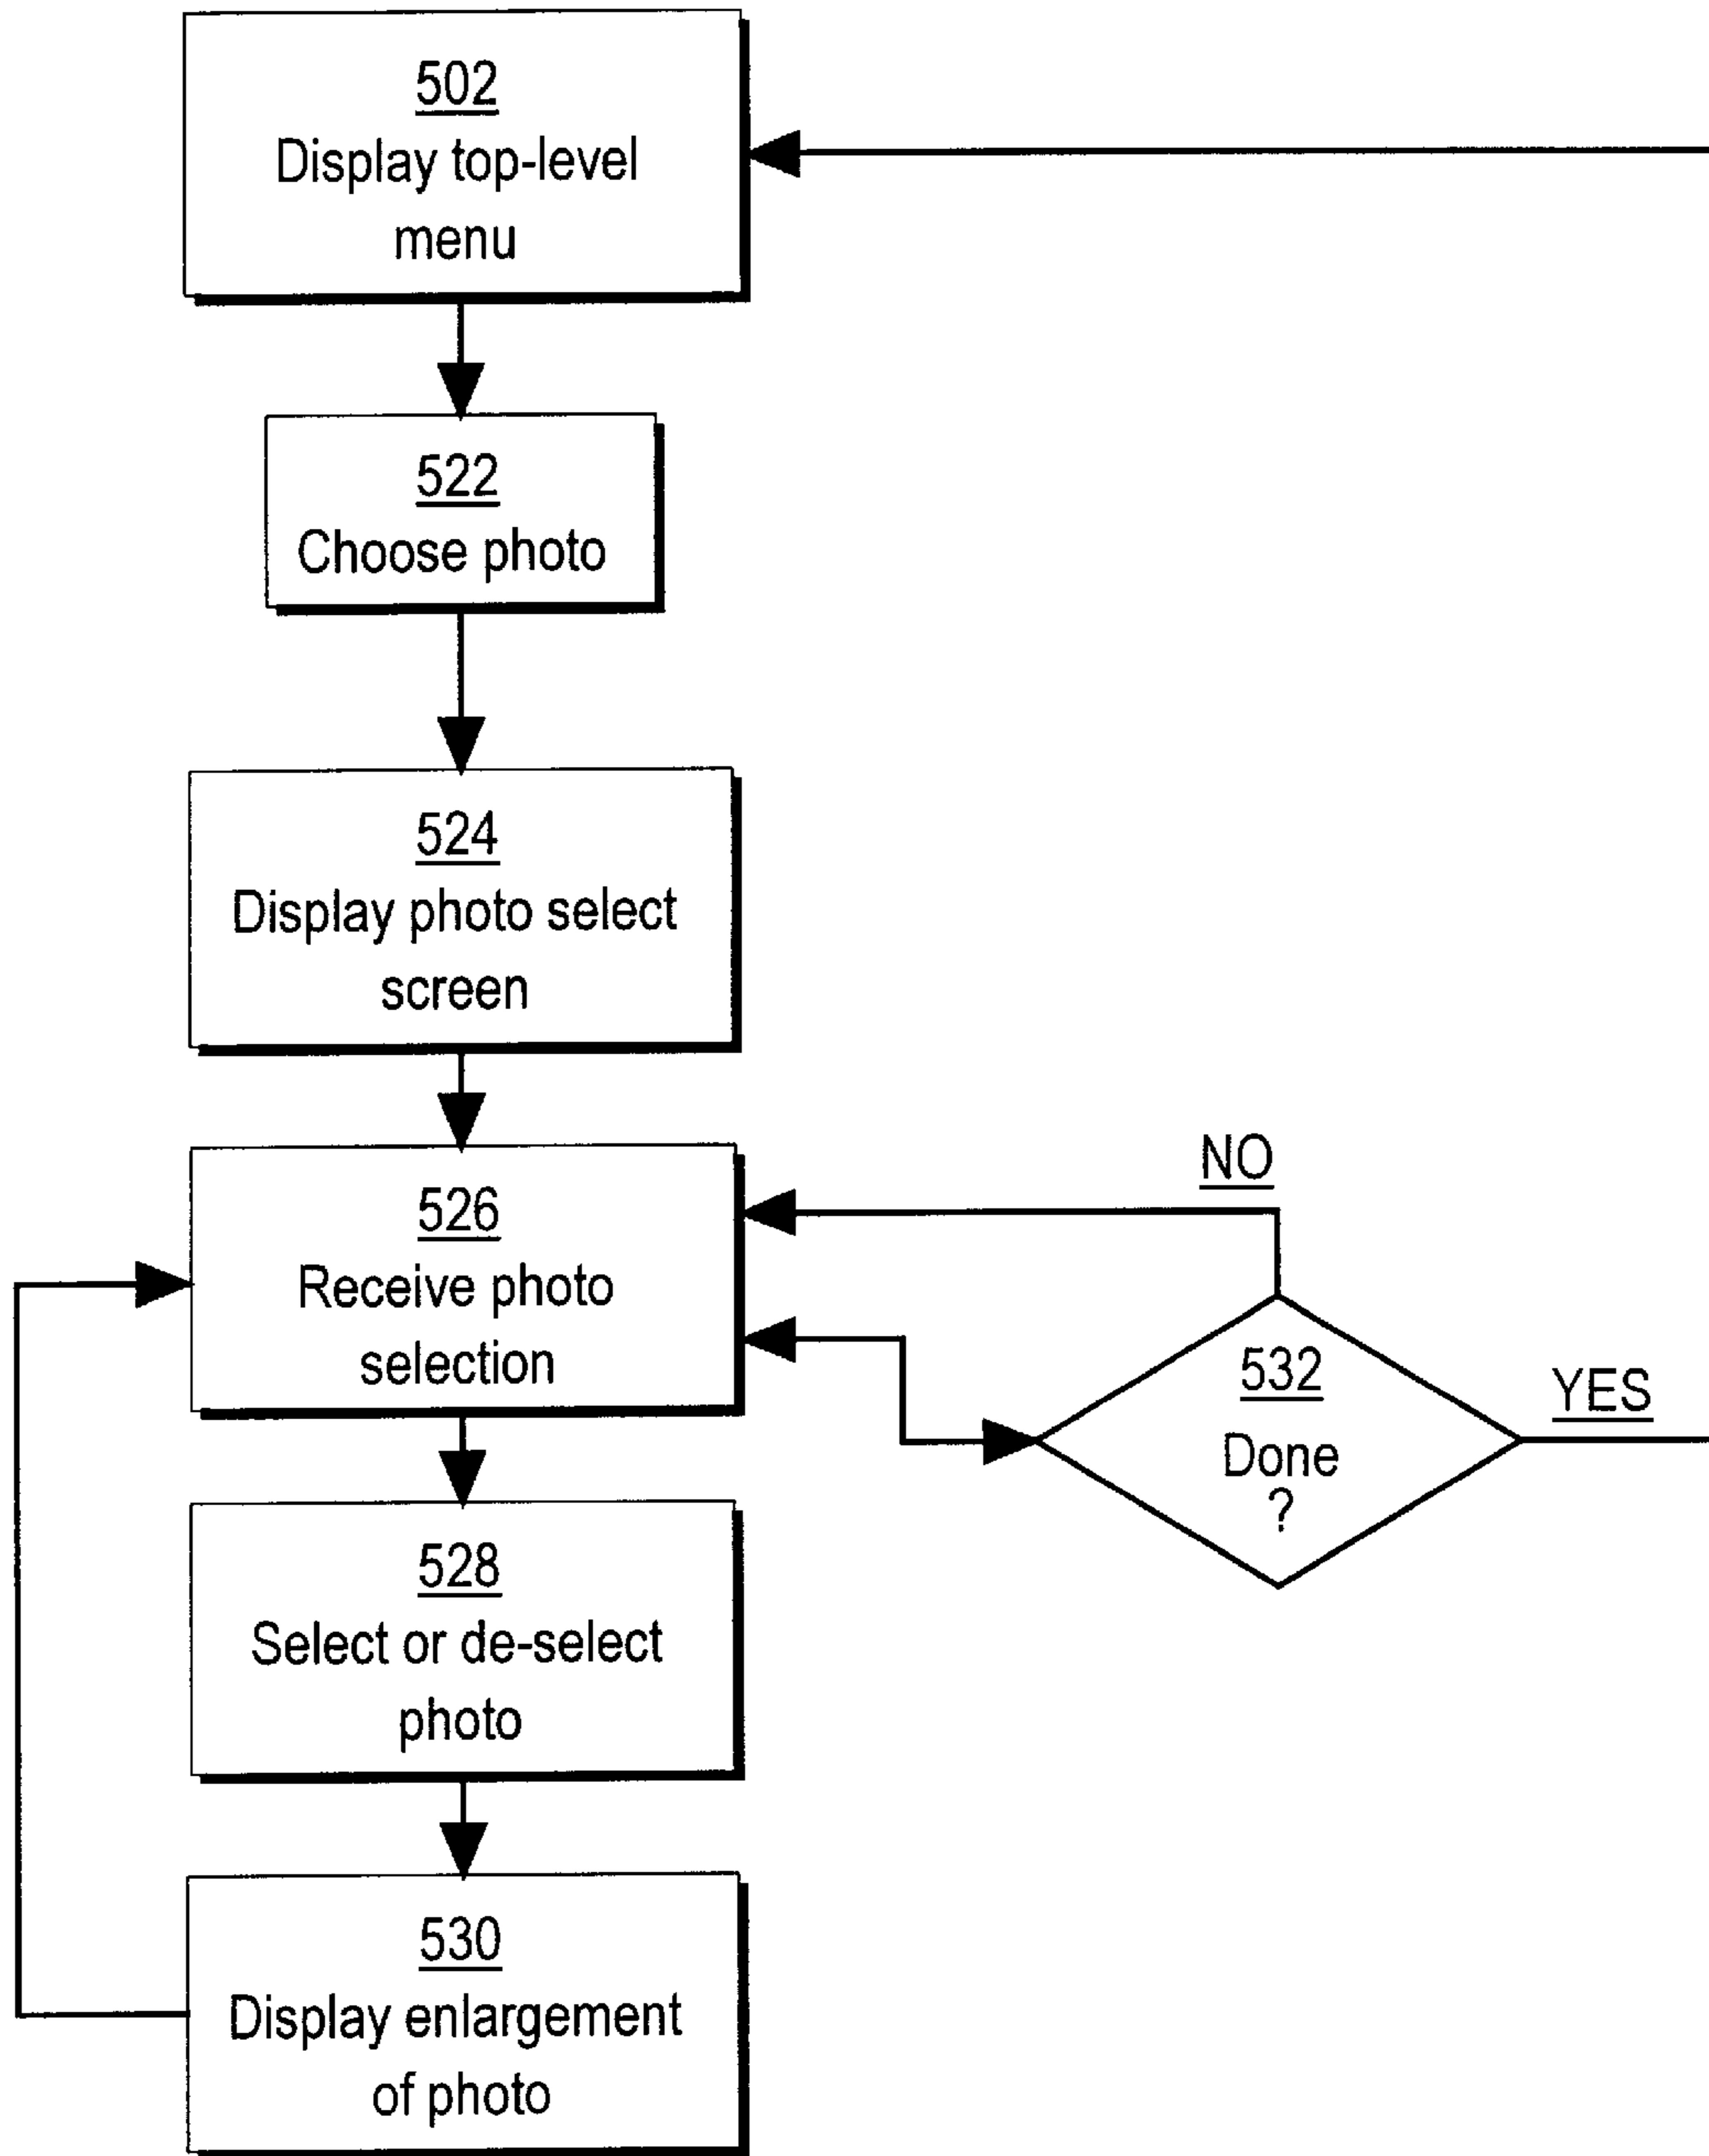 502
Display top-level
menu
522
Choose photo
524
Display photo select
screen
526
Receive photo
selection
NO
532
Done
?
YES
528
Select or de-select
photo
530
Display enlargement
of photo